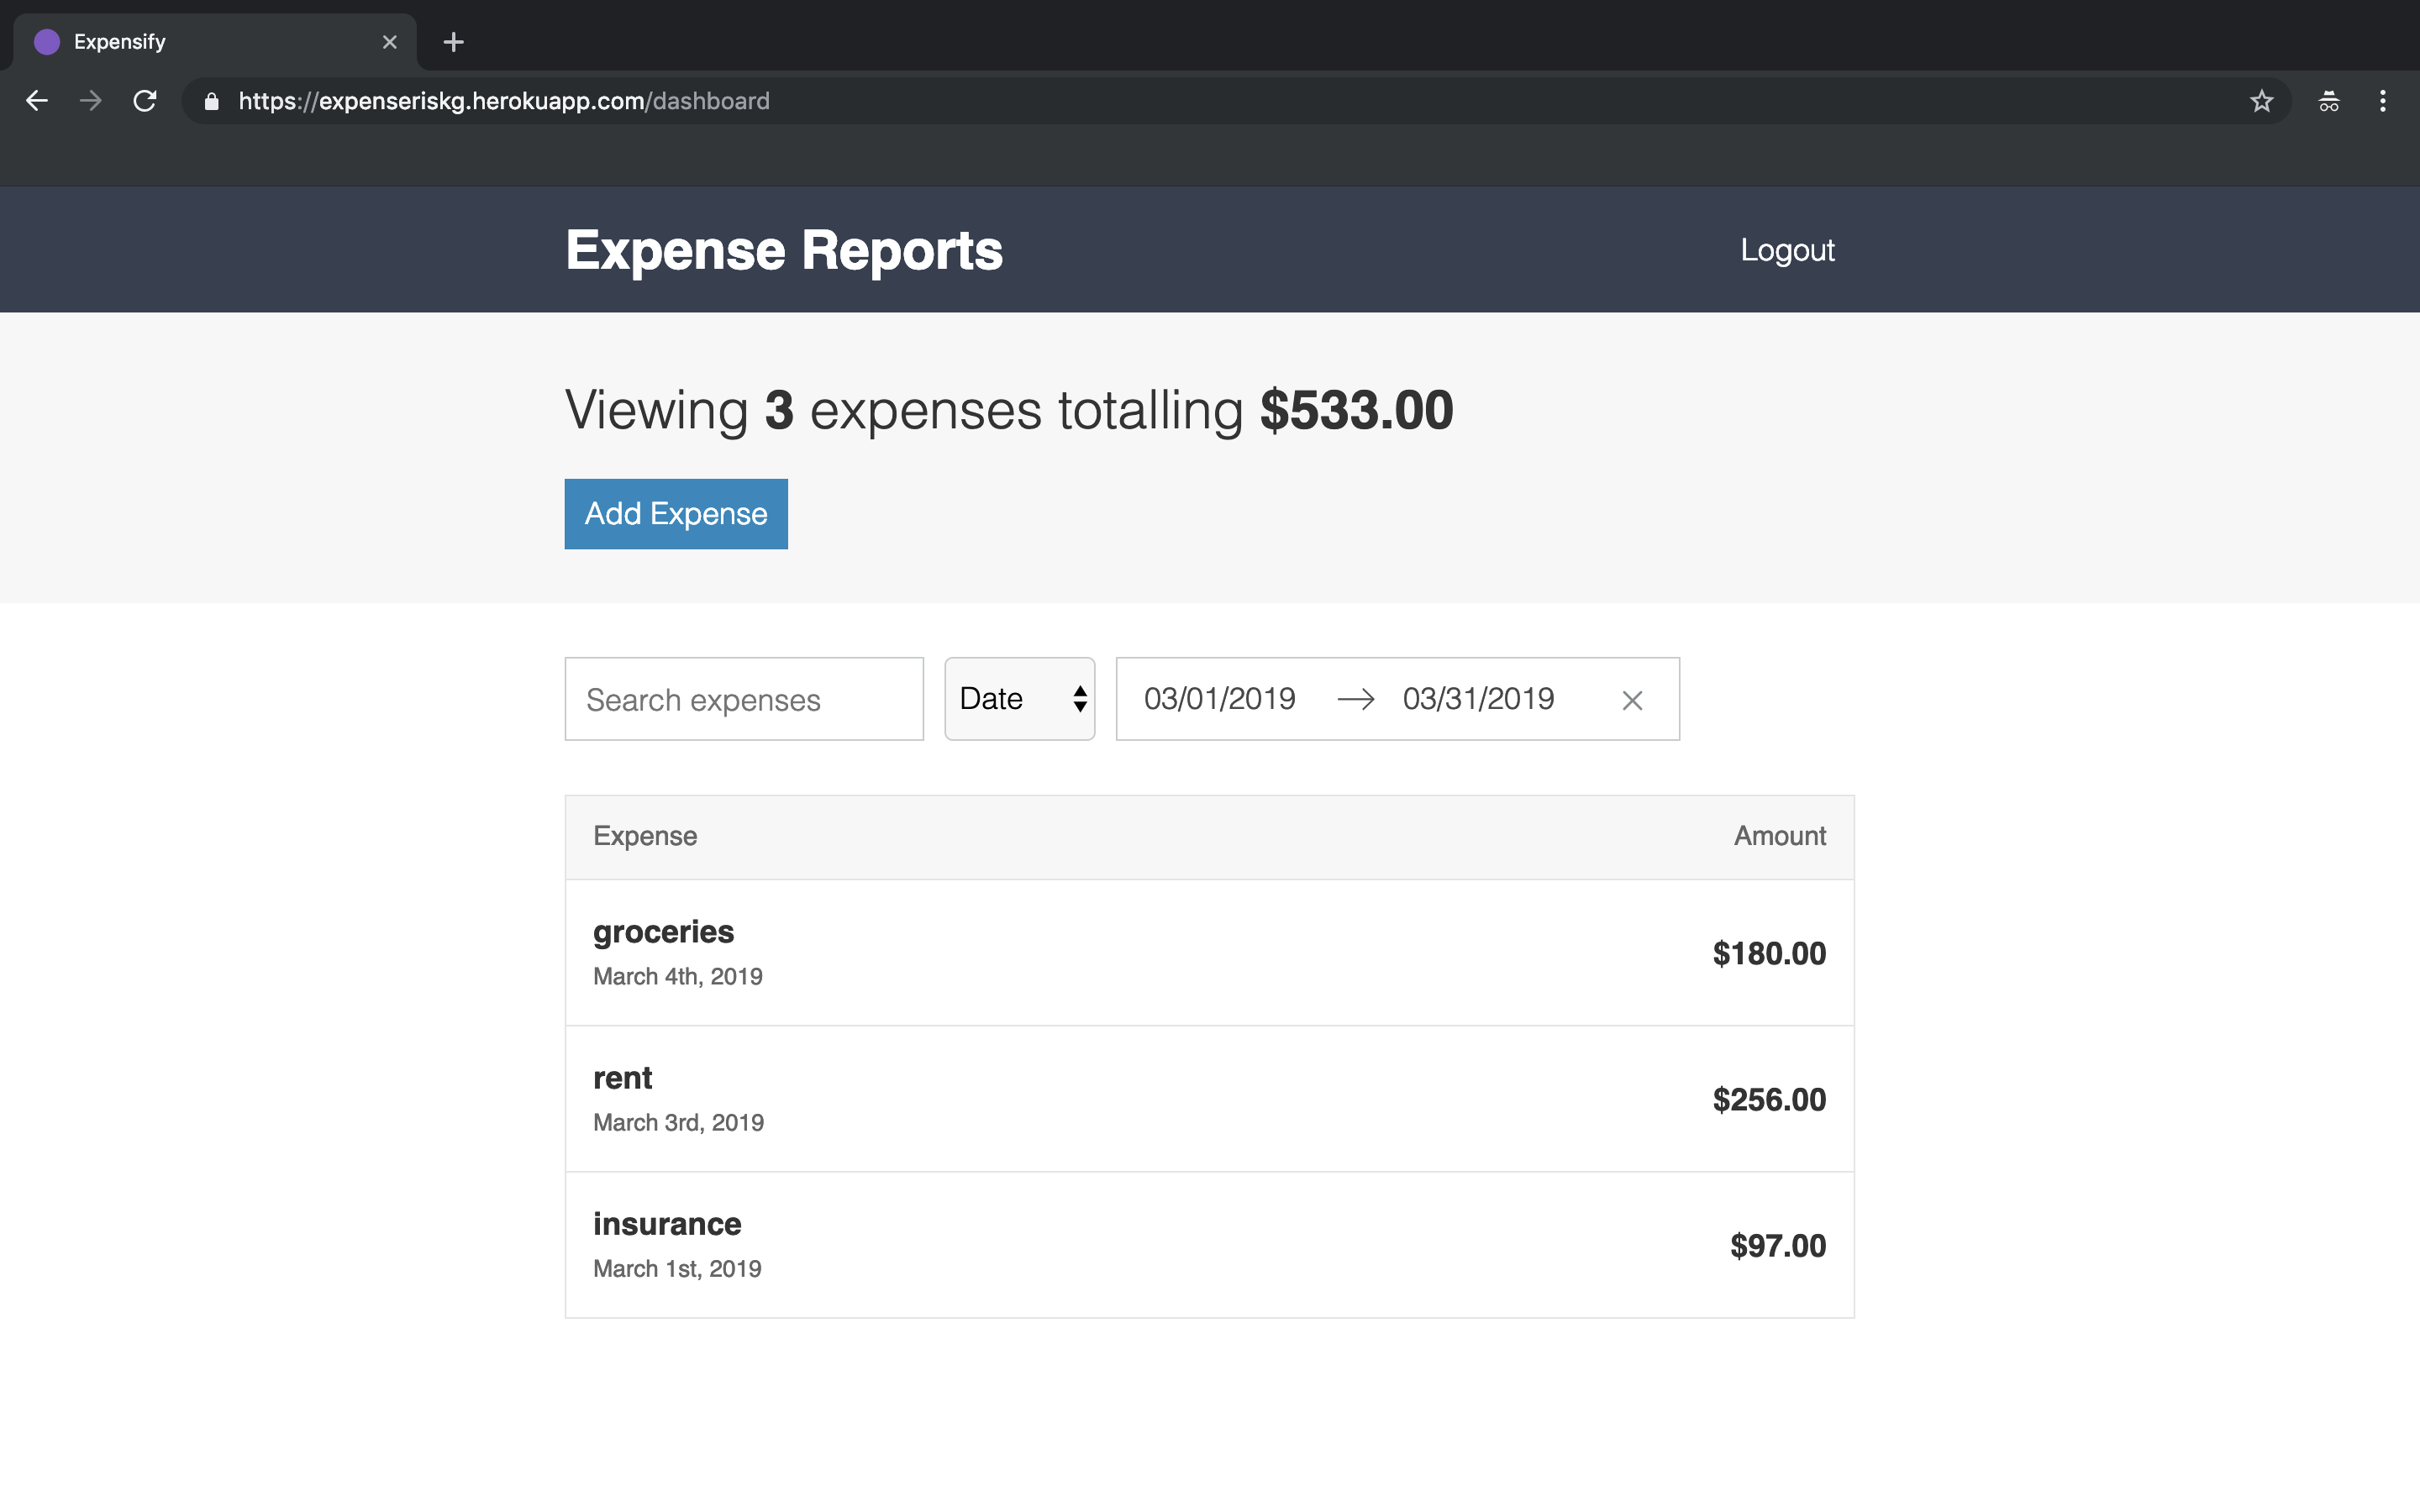 Expensify
https://expenseriskg.herokuapp.com/dashboard
Expense Reports
Logout
Viewing 3 expenses totalling $533.00
Add Expense
Search expenses
Date
03/01/2019
03/31/2019
Expense
Amount
groceries
March 4th, 2019
$180.00
rent
March 3rd, 2019
$256.00
insurance
March 1st, 2019
$97.00